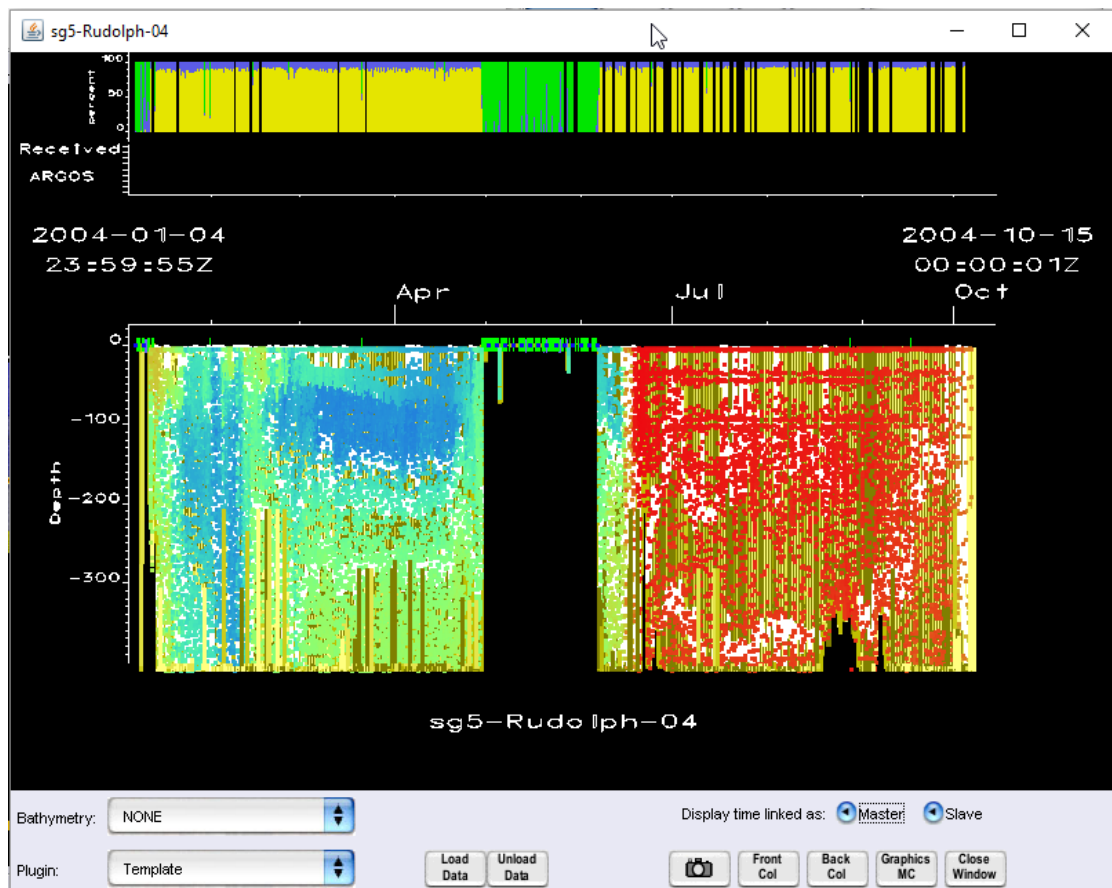 sg5-Rudolph-04
100
50
0
percent
Received
ARGOS
2004-01-04
2004-10-15
23:59:55Z
00:00:01Z
Apr
Jul
Oct
0
-100
-200
-300
Depth
sg5-Rudolph-04
Bathymetry:
NONE
Display time linked as:
Master
Slave
Plugin:
Template
Load
Data
Unload
Data
Front
Col
Back
Col
Graphics
MC
Close
Window